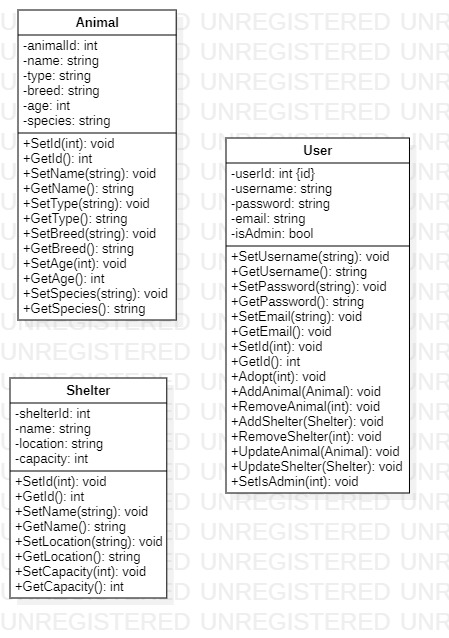 Animal
-animalId: int
-name: string
-type: string
-breed: string
-age: int
-species: string
+SetId(int): void
+GetId(): int
+SetName(string): void
+GetName(): string
+SetType(string): void
+GetType(): string
+SetBreed(string): void
+GetBreed(): string
+SetAge(int): void
+GetAge(): int
+SetSpecies(string): void
+GetSpecies(): string
User
-userId: int {id}
-username: string
-password: string
-email: string
-isAdmin: bool
+SetUsername(string): void
+GetUsername(): string
+SetPassword(string): void
+GetPassword(): string
+SetEmail(string): void
+GetEmail(): void
+SetId(int): void
+GetId(): int
+Adopt(int): void
+AddAnimal(Animal): void
+RemoveAnimal(int): void
+AddShelter(Shelter): void
+RemoveShelter(int): void
+UpdateAnimal(Animal): void
+UpdateShelter(Shelter): void
+SetIsAdmin(int): void
Shelter
-shelterId: int
-name: string
-location: string
-capacity: int
+SetId(int): void
+GetId(): int
+SetName(string): void
+GetName(): string
+SetLocation(string): void
+GetLocation(): string
+SetCapacity(int): void
+GetCapacity(): int
UNREGISTERED